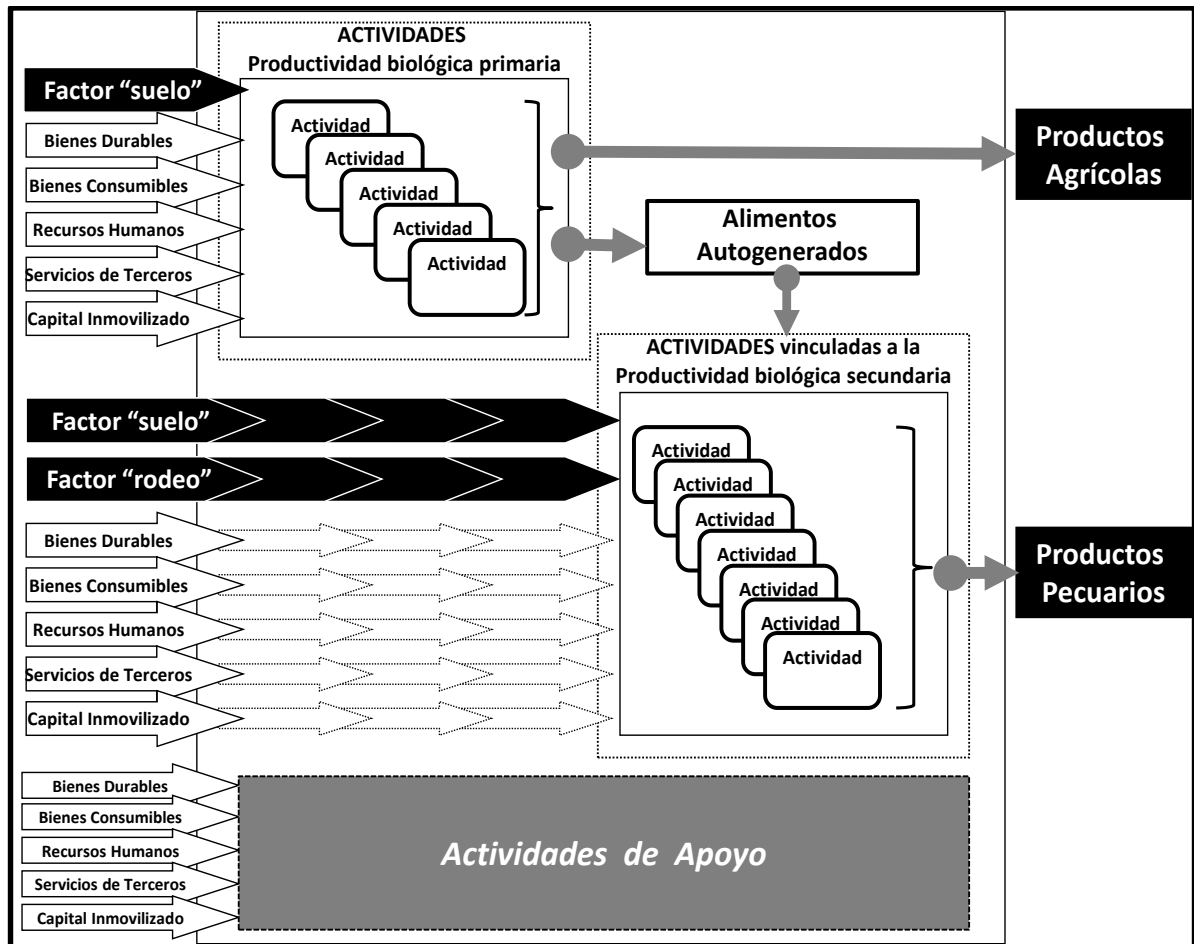 ACTIVIDADES
Productividad biológica primaria
Factor “suelo”
Bienes Durables
Bienes Consumibles
Recursos Humanos
Servicios de Terceros
Capital Inmovilizado
Actividad
Actividad
Actividad
Actividad
Actividad
Productos
Agrícolas
Alimentos
Autogenerados
ACTIVIDADES vinculadas a la
Productividad biológica secundaria
Factor “suelo”
Factor “rodeo”
Bienes Durables
Bienes Consumibles
Recursos Humanos
Servicios de Terceros
Capital Inmovilizado
Actividad
Actividad
Actividad
Actividad
Actividad
Actividad
Actividad
Productos
Pecuarios
Bienes Durables
Bienes Consumibles
Recursos Humanos
Servicios de Terceros
Capital Inmovilizado
Actividades de Apoyo